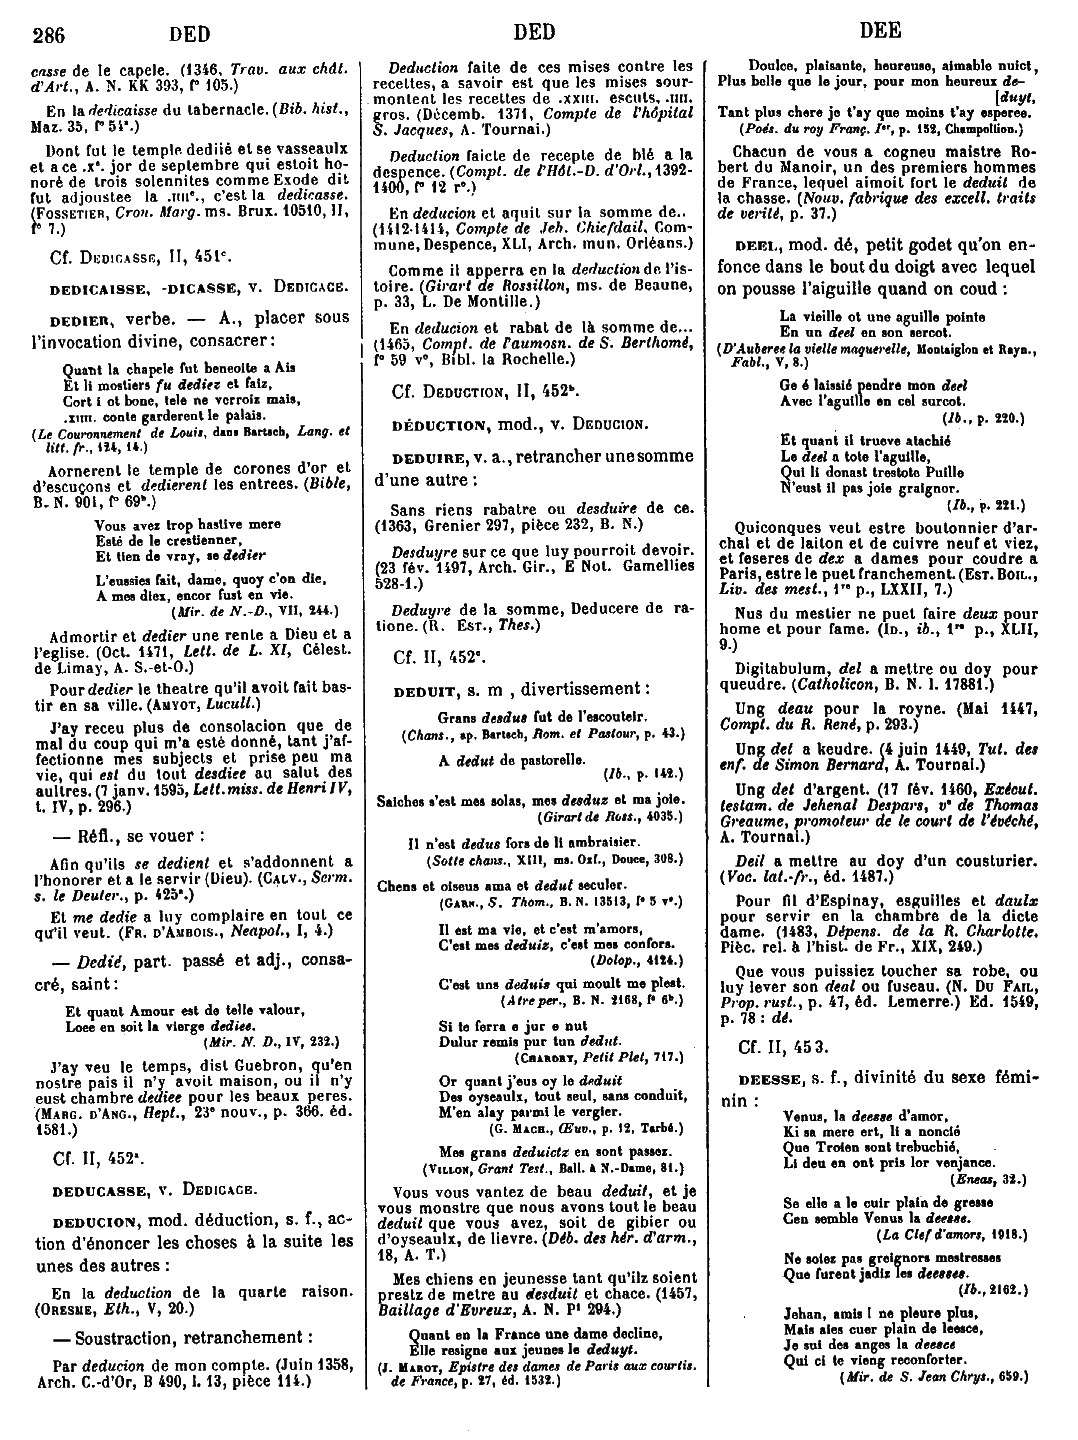 286 DED DED DEE
casse de le capele. (1346, Trav. aux chât.
d'Art., A. N. KK 393, f° 105.)
En la dedicaisse du tabernacle. (Bib. hist.,
Maz. 35, f° 51ª.)
Dont fut le temple dediié et se vasseaulx
et a ce .xᵉ. jor de septembre qui estoit ho-
noré de trois solennites comme Exode dit
fut adjoustee la .IIIIᵉ., c'est la dedicasse.
(FOSSETIER, Cron. Marg. ms. Brux. 10510, II,
f° 7.)
Cf. DEDICASSE, II, 451ᶜ.
DEDICAISSE, -DICASSE, v. DEDICACE.
DEDIER, verbe. — A., placer sous
l'invocation divine, consacrer :
Quant la chapele fut beneoite a Ais
Et li mostiers fu dediez et faiz,
Cort i ot bone, tele ne verroiz mais,
.XIIII. conte garderent le palais.
(Le Couronnement de Louis, dans Bartsch, Lang. et
litt. fr., 124, 14.)
Aornerent le temple de corones d'or et
d'escuçons et dedierent les entrees. (Bible,
B. N. 901, f° 69ᵇ.)
Vous avez trop hastive mere
Esté de le crestienner,
Et tien de vray, se dedier
L'eussies fait, dame, quoy c'on die,
A mes diex, encor fust en vie.
(Mir. de N.-D., VII, 244.)
Admortir et dedier une rente a Dieu et a
l'eglise. (Oct. 1471, Lett. de L. XI, Célest.
de Limay, A. S.-et-O.)
Pour dedier le theatre qu'il avoit fait bas-
tir en sa ville. (AMYOT, Lucull.)
J'ay receu plus de consolacion que de
mal du coup qui m'a esté donné, tant j'af-
fectionne mes subjects et prise peu ma
vie, qui est du tout desdiee au salut des
aultres. (7 janv. 1595, Lett. miss. de Henri IV,
t. IV, p. 296.)
— Réfl., se vouer :
Afin qu'ils se dedient et s'addonnent a
l'honorer et a le servir (Dieu). (CALV., Serm.
s. le Deuter., p. 425ª.)
Et me dedie a luy complaire en tout ce
qu'il veut. (FR. D'AMBOIS., Neapol., I, 4.)
— Dedié, part. passé et adj., consa-
cré, saint :
Et quant Amour est de telle valour,
Loee en soit la vierge dediee.
(Mir. N. D., IV, 232.)
J'ay veu le temps, dist Guebron, qu'en
nostre pais il n'y avoit maison, ou il n'y
eust chambre dediee pour les beaux peres.
(MARG. D'ANG., Hept., 23ᵉ nouv., p. 366, éd.
1581.)
Cf. II, 452ª.
DEDUCASSE, v. DEDICACE.
DEDUCION, mod. déduction, s. f., ac-
tion d'énoncer les choses à la suite les
unes des autres :
En la deduction de la quarte raison.
(ORESME, Eth., V, 20.)
— Soustraction, retranchement :
Par deducion de mon compte. (Juin 1358,
Arch. C.-d'Or, B 490, l. 13, pièce 114.)
Deduction faite de ces mises contre les
recettes, a savoir est que les mises sour-
montent les recettes de .XXIII. escuts, .IIII.
gros. (Décemb. 1371, Compte de l'hôpital
S. Jacques, A. Tournai.)
Deduction faicte de recepte de blé a la
despence. (Compt. de l'Hôt.-D. d'Orl., 1392-
1400, f° 12 r°.)
En deducion et aquit sur la somme de..
(1412-1414, Compte de Jeh. Chiefdail, Com-
mune, Despence, XLI, Arch. mun. Orléans.)
Comme il apperra en la deduction de l'is-
toire. (Girart de Rossillon, ms. de Beaune,
p. 33, L. De Montille.)
En deducion et rabat de là somme de...
(1465, Compt. de l'aumosn. de S. Berthomé,
f° 59 v°, Bibl. la Rochelle.)
Cf. DEDUCTION, II, 452ᵇ.
DÉDUCTION, mod., v. DEDUCION.
DEDUIRE, v. a., retrancher une somme
d'une autre :
Sans riens rabatre ou desduire de ce.
(1363, Grenier 297, pièce 232, B. N.)
Desduyre sur ce que luy pourroit devoir.
(23 fév. 1497, Arch. Gir., E Not. Gamellies
528-1.)
Deduyre de la somme, Deducere de ra-
tione. (R. EST., Thes.)
Cf. II, 452ᶜ.
DEDUIT, s. m , divertissement :
Grans desdus fut de l'escouteir.
(Chans., ap. Bartsch, Rom. et Pastour, p. 43.)
A dedut de pastorelle.
(Ib., p. 142.)
Saiches s'est mes solas, mes desduz et ma joie.
(Girart de Ross., 4035.)
Il n'est dedus fors de li ambraisier.
(Sotte chans., XIII, ms. Oxf., Douce, 308.)
Chens et oiseus ama et dedut seculer.
(GARN., S. Thom., B. N. 13513, f° 5 v°.)
Il est ma vie, et c'est m'amors,
C'est mes deduiz, c'est mes confors.
(Dolop., 4124.)
C'est uns deduis qui moult me plest.
(Atreper., B. N. 2168, f° 6ᵇ.)
Si te ferra e jur e nut
Dulur remis pur tun dedut.
(CHARDRY, Petit Plet, 717.)
Or quant j'eus oy le deduit
Des oyseaulx, tout seul, sans conduit,
M'en alay parmi le vergier.
(G. MACH., Œuv., p. 12, Tarbé.)
Mes grans deduictz en sont passez.
(VILLON, Grant Test., Ball. à N.-Dame, 81.)
Vous vous vantez de beau deduit, et je
vous monstre que nous avons tout le beau
deduit que vous avez, soit de gibier ou
d'oyseaulx, de lievre. (Déb. des hér. d'arm.,
18, A. T.)
Mes chiens en jeunesse tant qu'ilz soient
prestz de metre au desduit et chace. (1457,
Baillage d'Evreux, A. N. P¹ 294.)
Quant en la France une dame decline,
Elle resigne aux jeunes le deduyt.
(J. MAROT, Epistre des dames de Paris aux courtis.
de France, p. 27, éd. 1532.)
Doulce, plaisante, heureuse, aimable nuict,
Plus belle que le jour, pour mon heureux de-
[duyt,
Tant plus chere je t'ay que moins t'ay esperee.
(Poés. du roy Franç. Iᵉʳ, p. 152, Champollion.)
Chacun de vous a cogneu maistre Ro-
bert du Manoir, un des premiers hommes
de France, lequel aimoit fort le deduit de
la chasse. (Nouv. fabrique des excell. traits
de verité, p. 37.)
DEEL, mod. dé, petit godet qu'on en-
fonce dans le bout du doigt avec lequel
on pousse l'aiguille quand on coud :
La vieille ot une aguille pointe
En un deel en son sercot.
(D'Auberee la vielle maquerelle, Montaiglon et Rayn.,
Fabl., V, 8.)
Ge é laissié pendre mon deel
Avec l'aguille en cel surcot.
(Ib., p. 220.)
Et quant il trueve atachié
Le deel a tote l'aguille,
Qui li donast trestote Puille
N'eust il pas joie graignor.
(Ib., p. 221.)
Quiconques veut estre boutonnier d'ar-
chal et de laiton et de cuivre neuf et viez,
et feseres de dex a dames pour coudre a
Paris, estre le puet franchement. (EST. BOIL.,
Liv. des mest., 1ʳᵉ p., LXXII, 7.)
Nus du mestier ne puet faire deux pour
home et pour fame. (ID., ib., 1ʳᵉ p., XLII,
9.)
Digitabulum, del a mettre ou doy pour
queudre. (Catholicon, B. N. l. 17881.)
Ung deau pour la royne. (Mai 1447,
Compt. du R. René, p. 293.)
Ung det a keudre. (4 juin 1449, Tut. des
enf. de Simon Bernard, A. Tournai.)
Ung det d'argent. (17 fév. 1460, Exécut.
testam. de Jehenal Despars, vᵉ de Thomas
Greaume, promoteur de le court de l'évéché,
A. Tournai.)
Deil a mettre au doy d'un cousturier.
(Voc. lat.-fr., éd. 1487.)
Pour fil d'Espinay, esguilles et daulx
pour servir en la chambre de la dicte
dame. (1483, Dépens. de la R. Charlotte,
Pièc. rel. à l'hist. de Fr., XIX, 249.)
Que vous puissiez toucher sa robe, ou
luy lever son deal ou fuseau. (N. DU FAIL,
Prop. rust., p. 47, éd. Lemerre.) Ed. 1549,
p. 78 : dé.
Cf. II, 453.
DEESSE, s. f., divinité du sexe fémi-
nin :
Venus, la deesse d'amor,
Ki sa mere ert, li a noncié
Que Troien sont trebuchié,
Li deu en ont pris lor venjance.
(Eneas, 32.)
Se elle a le cuir plain de gresse
Cen semble Venus la deesse.
(La Clef d'amors, 1918.)
Ne soiez pas greignors mestresses
Que furent jadiz les deesses.
(Ib., 2162.)
Jehan, amis ! ne pleure plus,
Mais aies cuer plain de leesce,
Je sui des anges la deesce
Qui ci te vieng reconforter.
(Mir. de S. Jean Chrys., 659.)